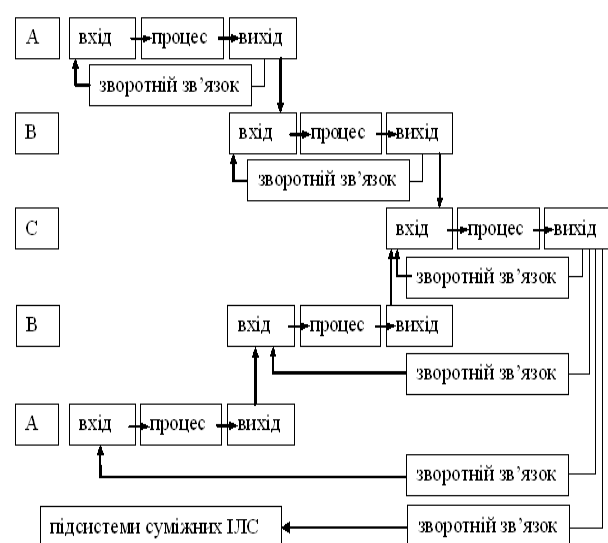 A вхід процес вихід
зворотній зв’язок
B вхід процес вихід
зворотній зв’язок
C вхід процес вихід
зворотній зв’язок
B вхід процес вихід
зворотній зв’язок
A вхід процес вихід
зворотній зв’язок
підсистеми суміжних ІЛС зворотній зв’язок